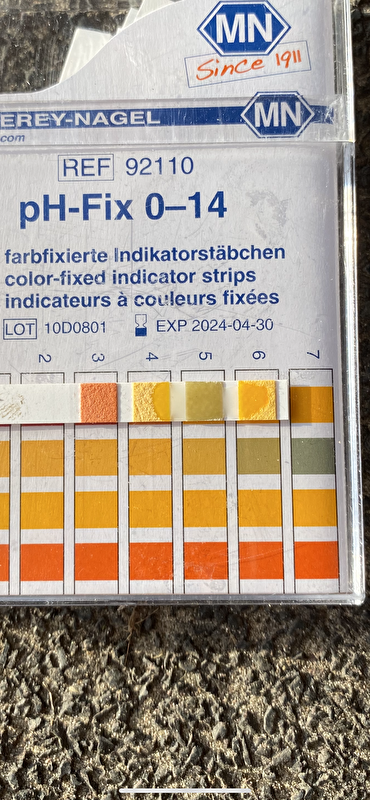 MN
Since 1911
EREY-NAGEL MN
com
REF 92110
pH-Fix 0–14
farbfixierte Indikatorstäbchen
color-fixed indicator strips
indicateurs à couleurs fixées
LOT 10D0801 EXP 2024-04-30
2 3 4 5 6 7